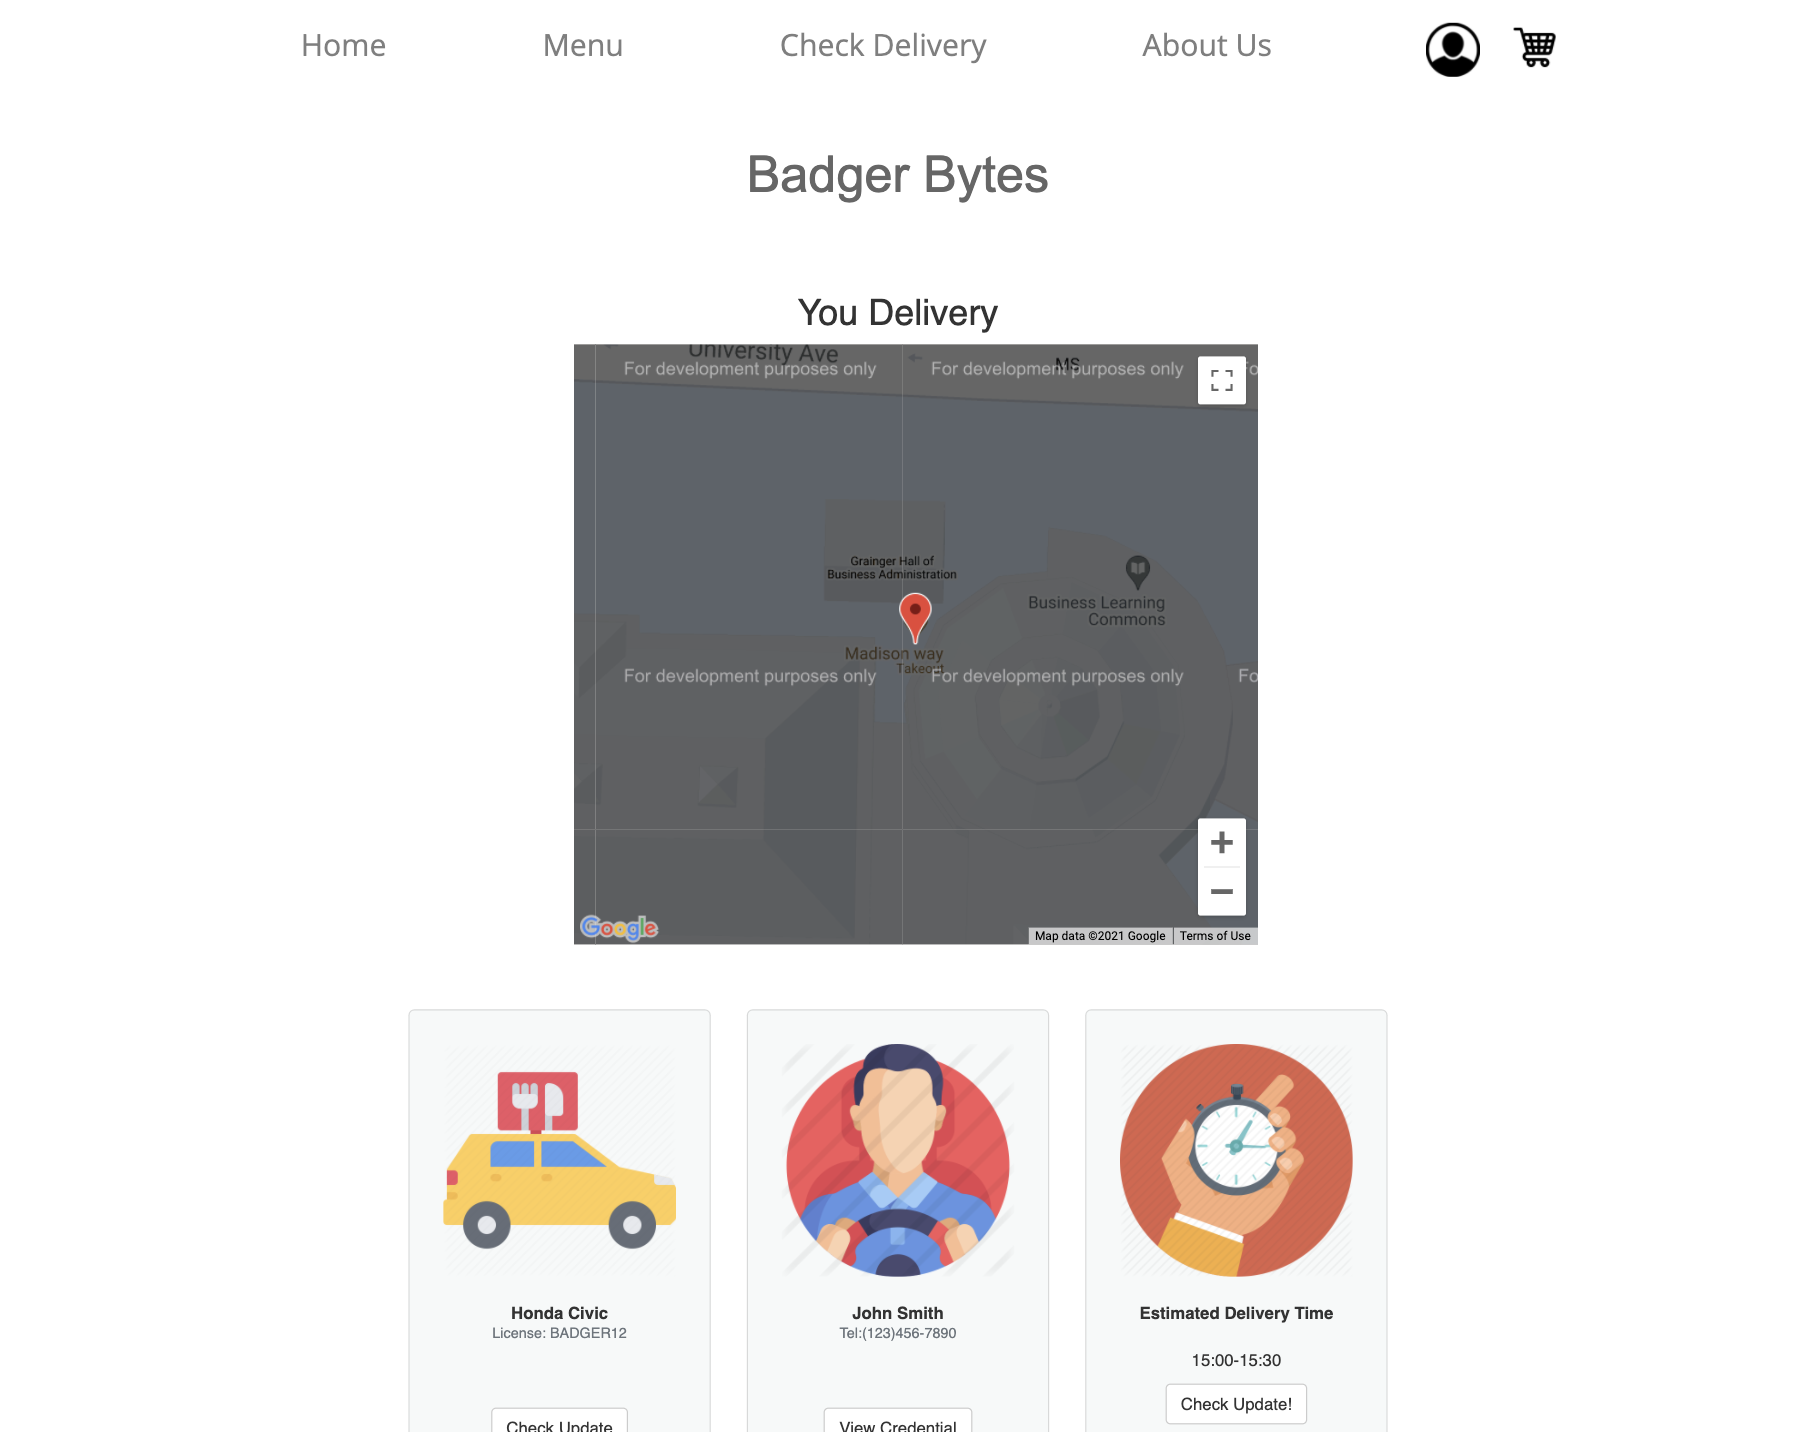 Home Menu Check Delivery About Us
Badger Bytes
You Delivery
University Ave
MS
For development purposes only For development purposes only Fo
Grainger Hall of
Business Administration
Business Learning
Commons
Madison way
Takeout
For development purposes only For development purposes only Fo
Google
Map data ©2021 Google Terms of Use
Honda Civic
License: BADGER12
Check Update
John Smith
Tel:(123)456-7890
View Credential
Estimated Delivery Time
15:00-15:30
Check Update!